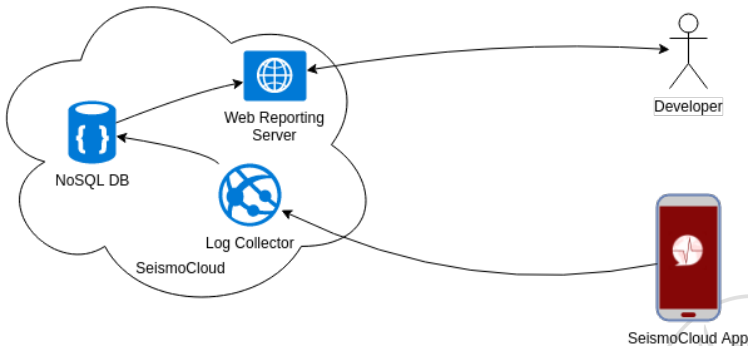 Web Reporting
Server
Developer
NoSQL DB
{ }
Log Collector
SeismoCloud
SeismoCloud App